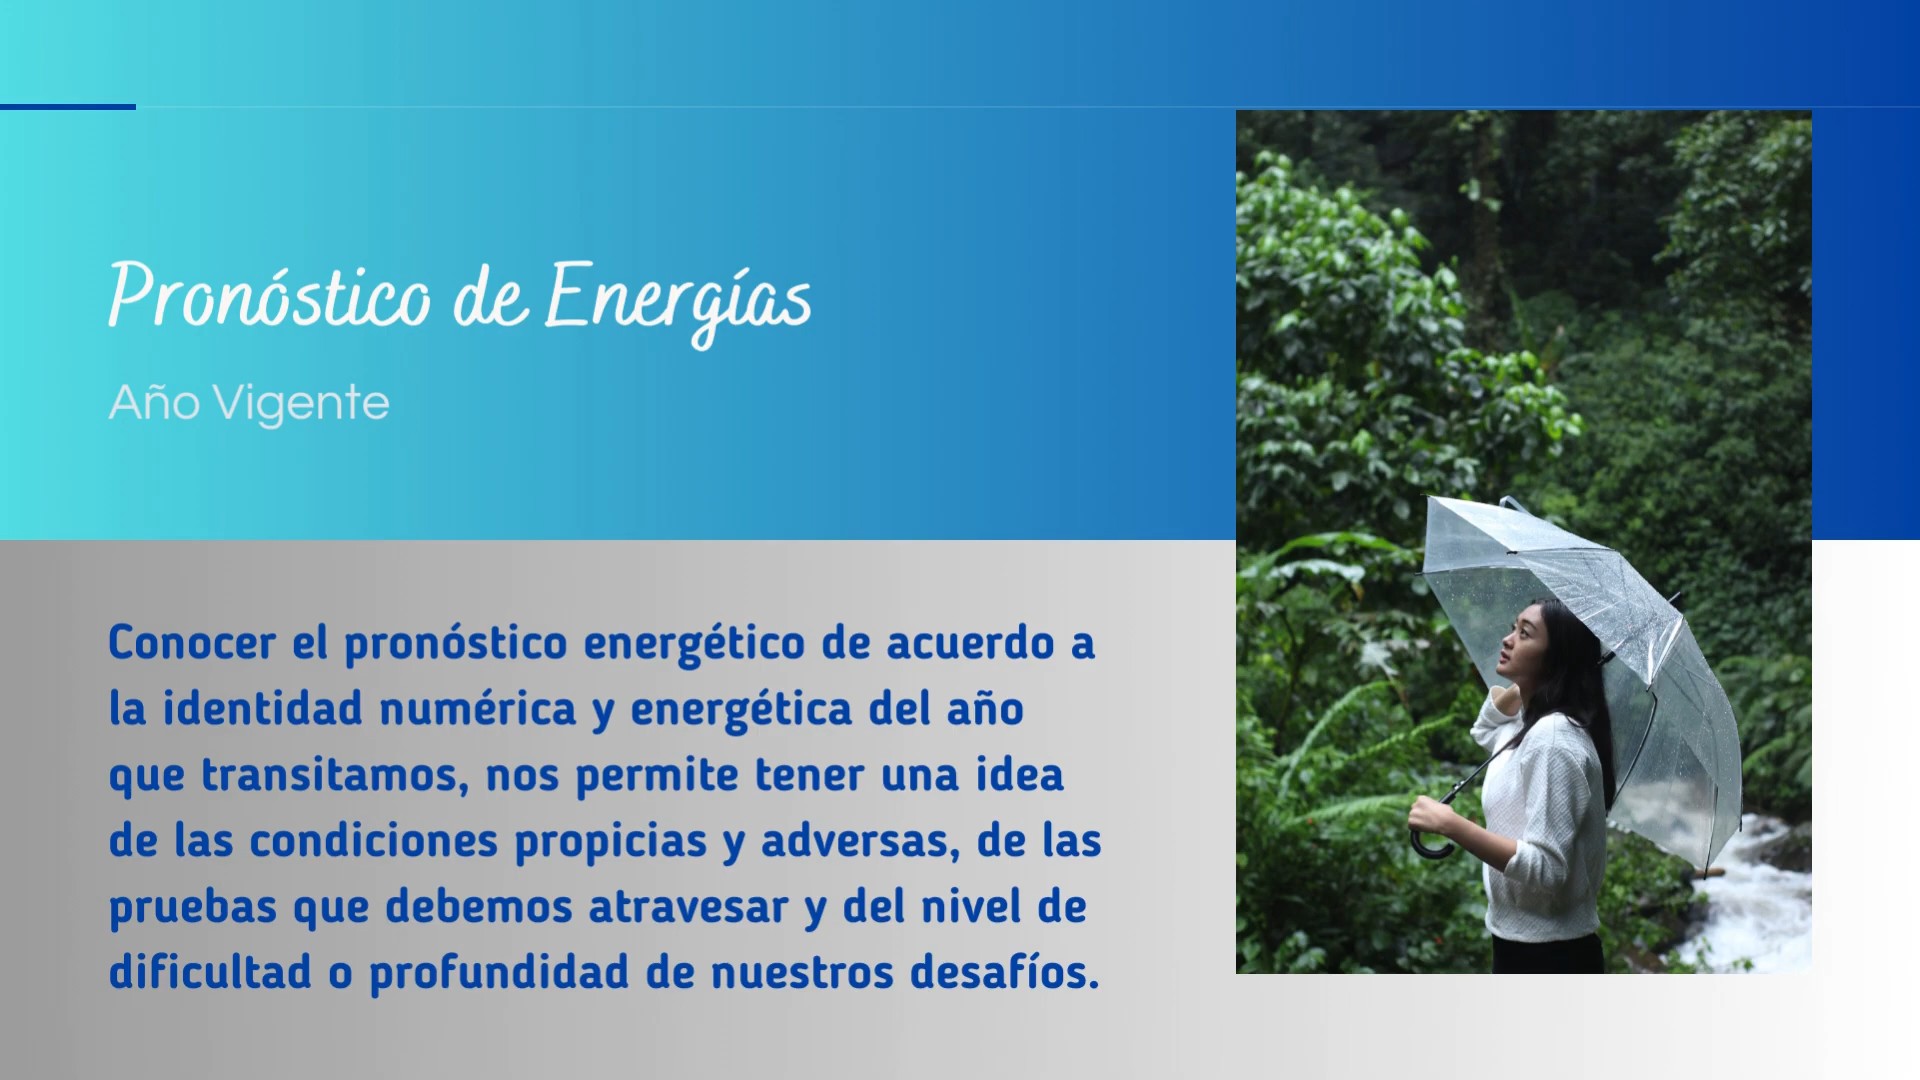 Pronóstico de Energías
Año Vigente
Conocer el pronóstico energético de acuerdo a
la identidad numérica y energética del año
que transitamos, nos permite tener una idea
de las condiciones propicias y adversas, de las
pruebas que debemos atravesar y del nivel de
dificultad o profundidad de nuestros desafíos.